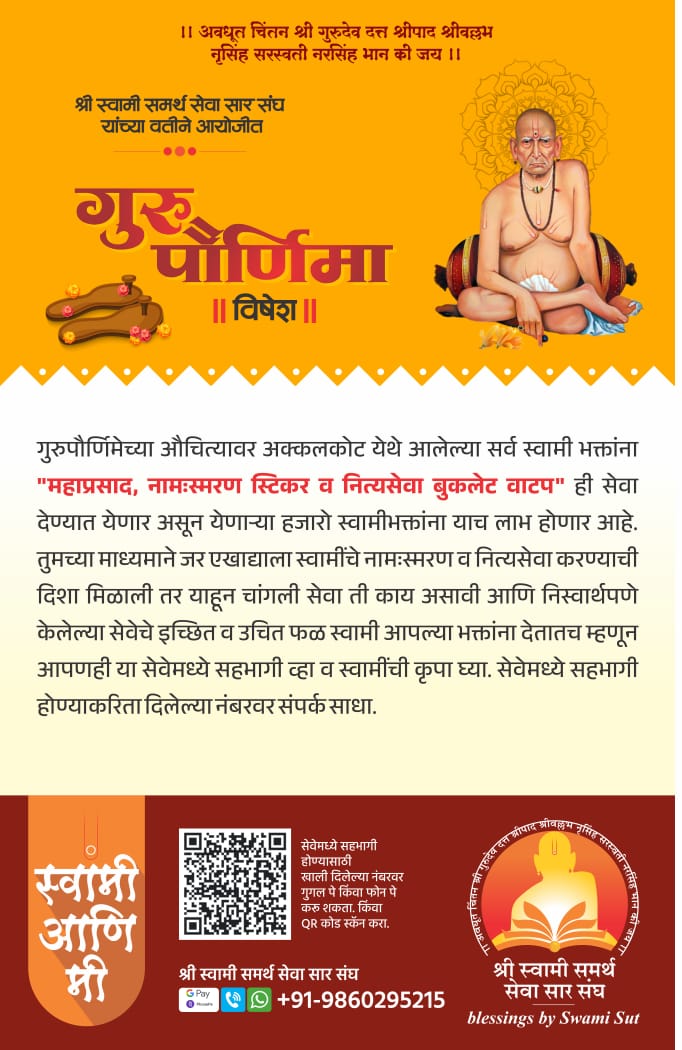 ।। अवधूत चिंतन श्री गुरुदेव दत्त श्रीपाद श्रीवल्लभ
नृसिंह सरस्वती नरसिंह भान की जय ।।
श्री स्वामी समर्थ सेवा सार संघ
यांच्या वतीने आयोजीत
गुरु
पौर्णिमा
॥ विषेश ॥
गुरुपौर्णिमेच्या औचित्यावर अक्कलकोट येथे आलेल्या सर्व स्वामी भक्तांना
"महाप्रसाद, नामःस्मरण स्टिकर व नित्यसेवा बुकलेट वाटप" ही सेवा
देण्यात येणार असून येणाऱ्या हजारो स्वामीभक्तांना याच लाभ होणार आहे.
तुमच्या माध्यमाने जर एखाद्याला स्वामींचे नामःस्मरण व नित्यसेवा करण्याची
दिशा मिळाली तर याहून चांगली सेवा ती काय असावी आणि निस्वार्थपणे
केलेल्या सेवेचे इच्छित व उचित फळ स्वामी आपल्या भक्तांना देतातच म्हणून
आपणही या सेवेमध्ये सहभागी व्हा व स्वामींची कृपा घ्या. सेवेमध्ये सहभागी
होण्याकरिता दिलेल्या नंबरवर संपर्क साधा.
स्वामी
आणि
मी
सेवेमध्ये सहभागी
होण्यासाठी
खाली दिलेल्या नंबरवर
गुगल पे किंवा फोन पे
करु शकता. किंवा
QR कोड स्कॅन करा.
श्री स्वामी समर्थ सेवा सार संघ
G Pay
PhonePe
+91-9860295215
।। अवधूत चिंतन श्री गुरुदेव दत्त श्रीपाद श्रीवल्लभ नृसिंह सरस्वती नरसिंह भान की जय ।।
श्री स्वामी समर्थ
सेवा सार संघ
blessings by Swami Sut